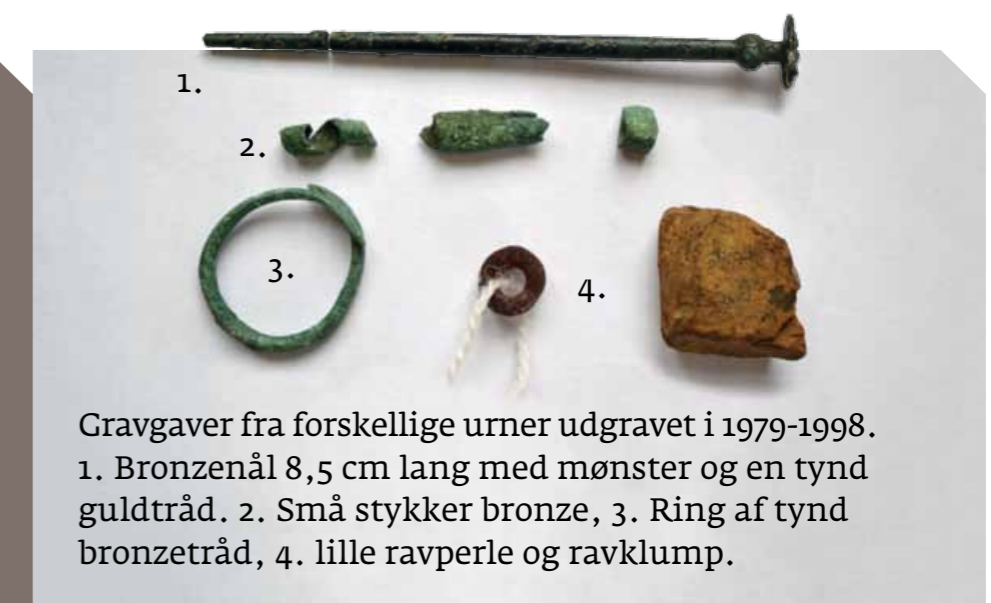 1.
2.
3.
4.
Gravgaver fra forskellige urner udgravet i 1979-1998.
1. Bronzenål 8,5 cm lang med mønster og en tynd
guldtråd. 2. Små stykker bronze, 3. Ring af tynd
bronzetråd, 4. lille ravperle og ravklump.